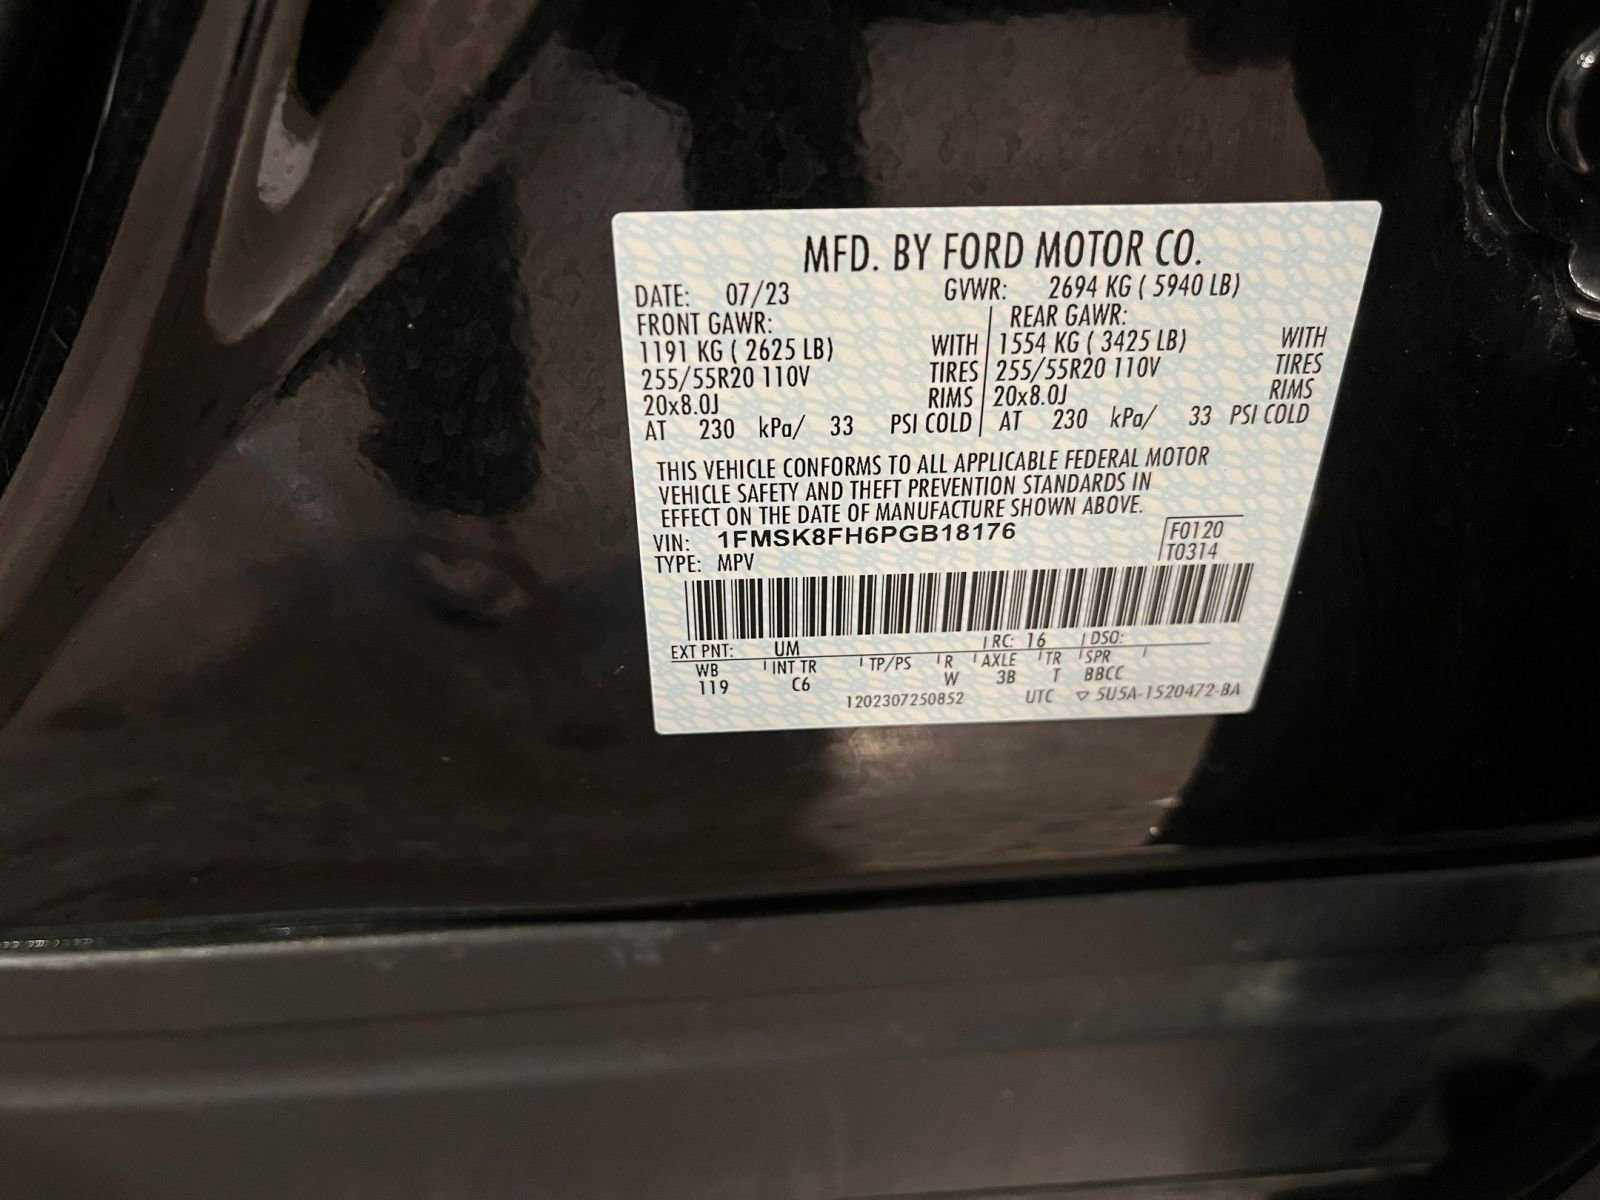 MFD. BY FORD MOTOR CO.
DATE: 07/23 GVWR: 2694 KG ( 5940 LB)
FRONT GAWR: REAR GAWR:
1191 KG ( 2625 LB) WITH 1554 KG ( 3425 LB) WITH
255/55R20 110V TIRES 255/55R20 110V TIRES
20x8.0J RIMS 20x8.0J RIMS
AT 230 kPa/ 33 PSI COLD AT 230 kPa/ 33 PSI COLD
THIS VEHICLE CONFORMS TO ALL APPLICABLE FEDERAL MOTOR
VEHICLE SAFETY AND THEFT PREVENTION STANDARDS IN
EFFECT ON THE DATE OF MANUFACTURE SHOWN ABOVE.
VIN: 1FMSK8FH6PGB18176 F0120
TYPE: MPV T0314
EXT PNT: UM RC: 16 DSO:
WB INT TR TP/PS R AXLE TR SPR
119 C6 W 3B T BBCC
1202307250852 UTC ▽ 5U5A-1520472-BA